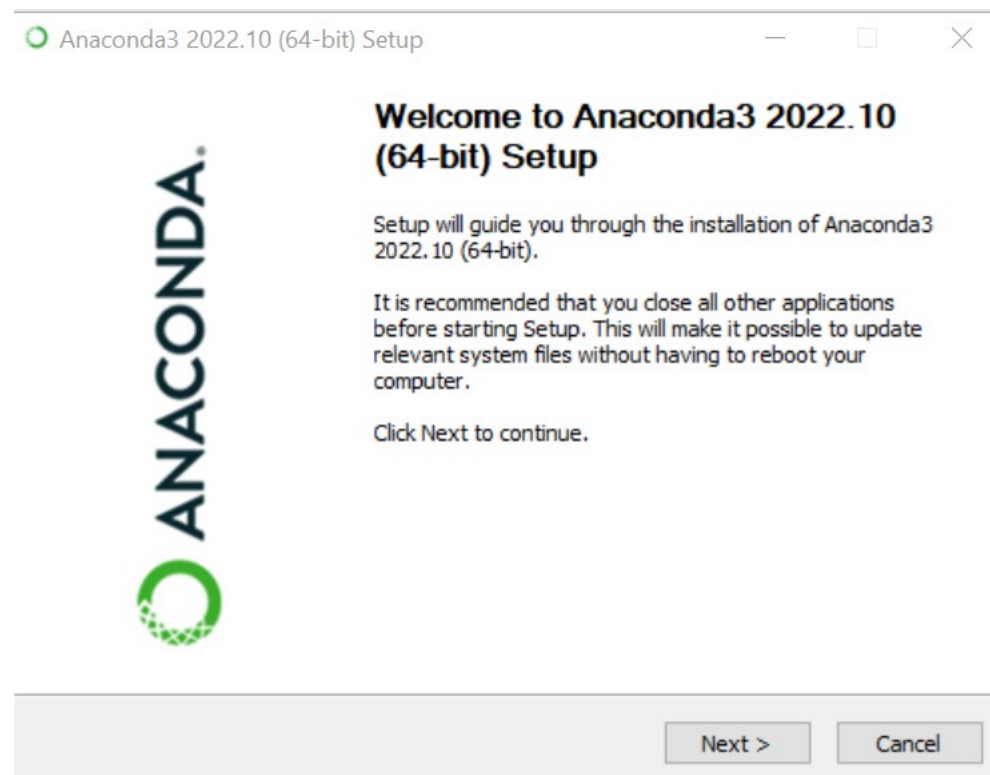 Anaconda3 2022.10 (64-bit) Setup
Welcome to Anaconda3 2022.10
(64-bit) Setup
Setup will guide you through the installation of Anaconda3
2022.10 (64-bit).
It is recommended that you close all other applications
before starting Setup. This will make it possible to update
relevant system files without having to reboot your
computer.
Click Next to continue.
ANACONDA.
Next >
Cancel